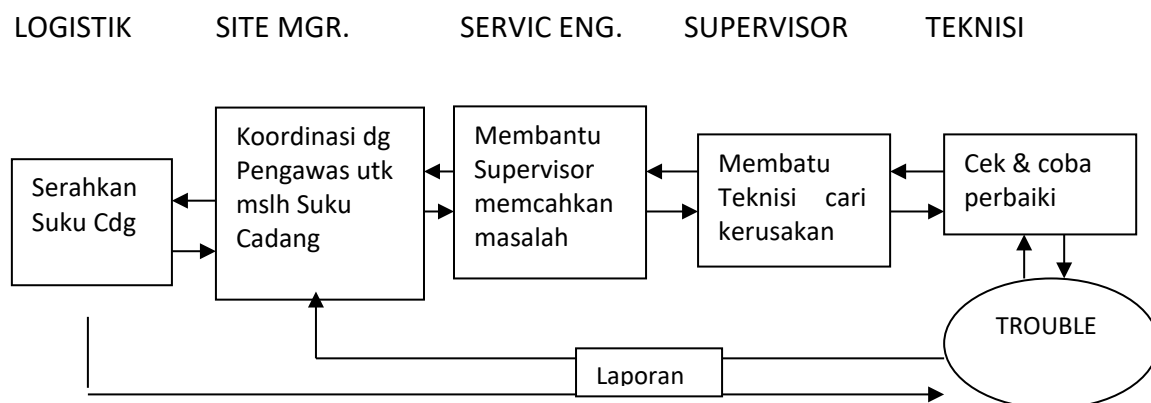 LOGISTIK SITE MGR. SERVIC ENG. SUPERVISOR TEKNISI
Serahkan
Suku Cdg
Koordinasi dg
Pengawas utk
mslh Suku
Cadang
Membantu
Supervisor
memcahkan
masalah
Membatu
Teknisi cari
kerusakan
Cek & coba
perbaiki
TROUBLE
Laporan